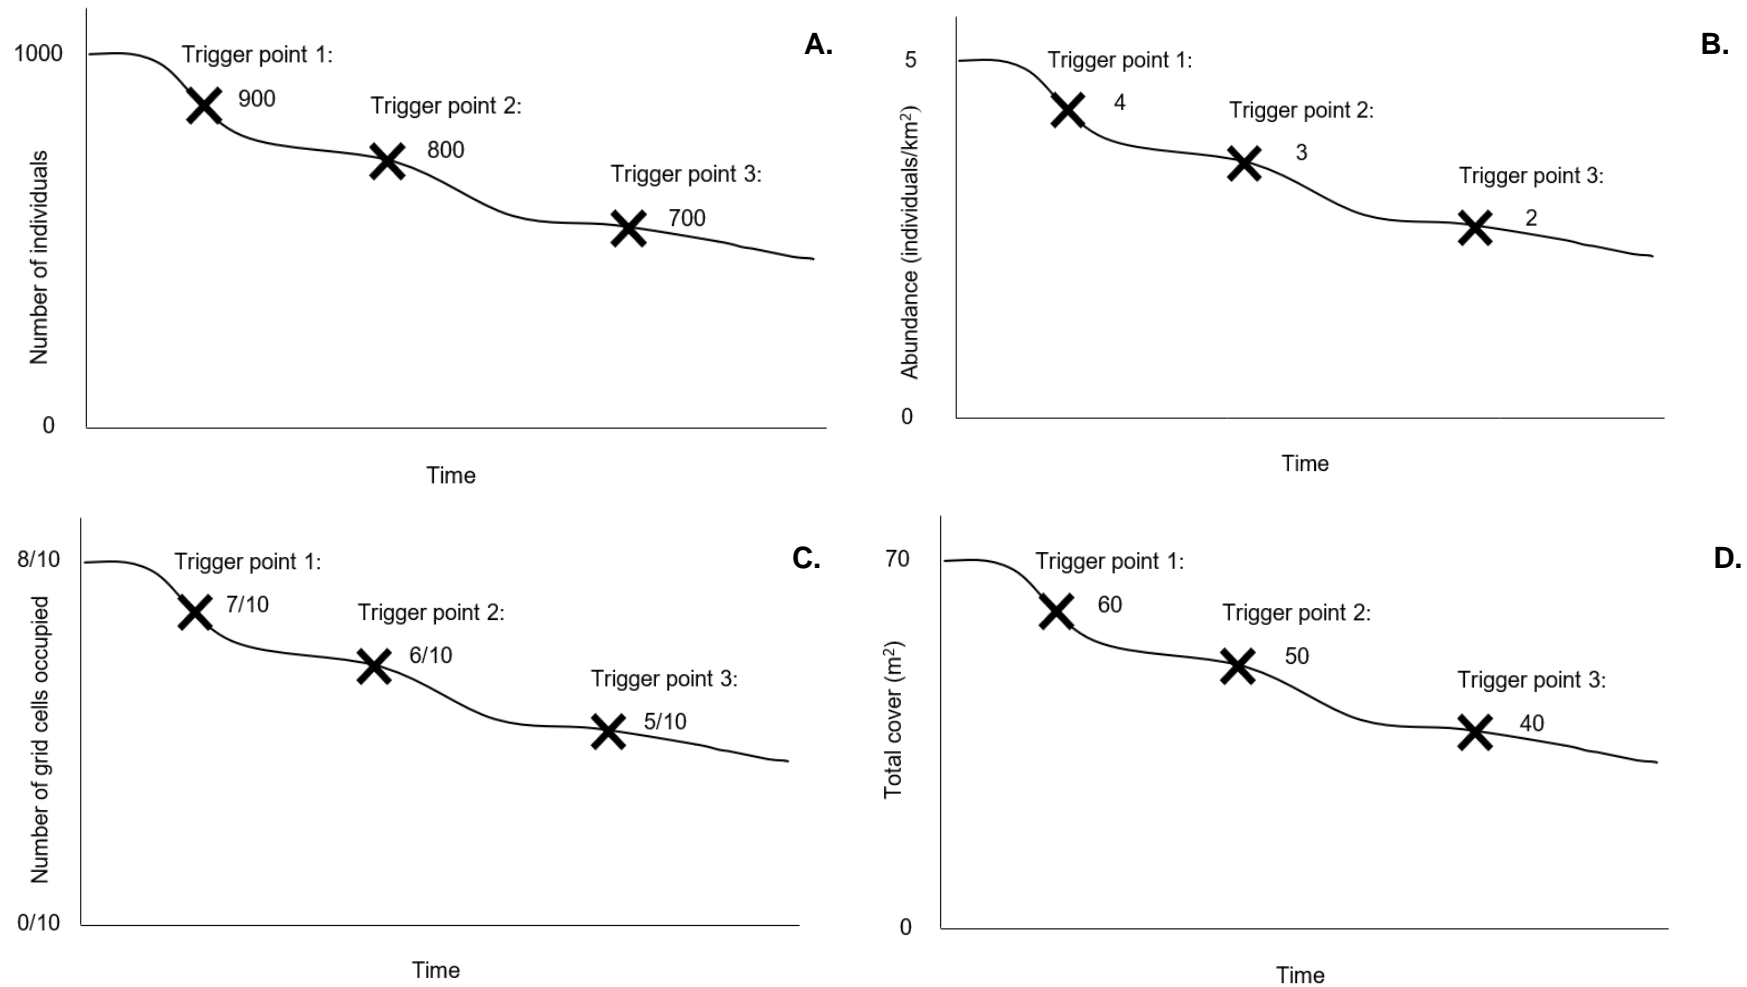 A.
1000
Trigger point 1:
900
Trigger point 2:
800
Trigger point 3:
700
Number of individuals
0
Time
B.
5
Trigger point 1:
4
Trigger point 2:
3
Trigger point 3:
2
Abundance (individuals/km²)
0
Time
C.
8/10
Trigger point 1:
7/10
Trigger point 2:
6/10
Trigger point 3:
5/10
Number of grid cells occupied
0/10
Time
D.
70
Trigger point 1:
60
Trigger point 2:
50
Trigger point 3:
40
Total cover (m²)
0
Time